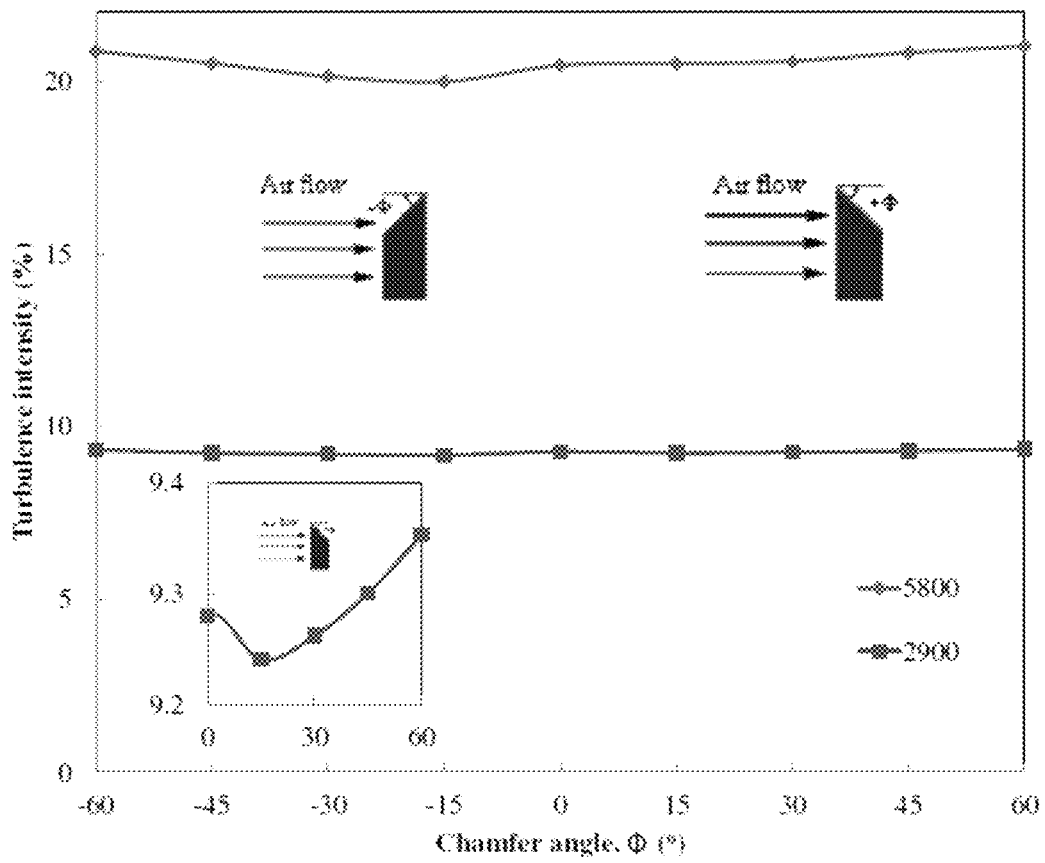 20
15
10
5
0
Turbulence intensity (%)
Air flow
-Φ
Air flow
+Φ
9.4
9.3
9.2
0 30 60
5800
2900
-60 -45 -30 -15 0 15 30 45 60
Chamfer angle, Φ (°)